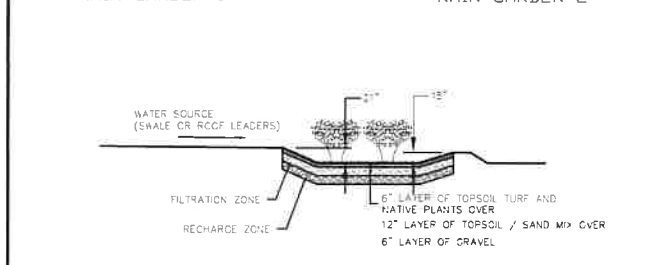 RAIN GARDEN 2
WATER SOURCE
(SWALE OR ROOF LEADERS)
FILTRATION ZONE
RECHARGE ZONE
6" LAYER OF TOPSOIL TURF AND
NATIVE PLANTS OVER
12" LAYER OF TOPSOIL / SAND MIX OVER
6" LAYER OF GRAVEL